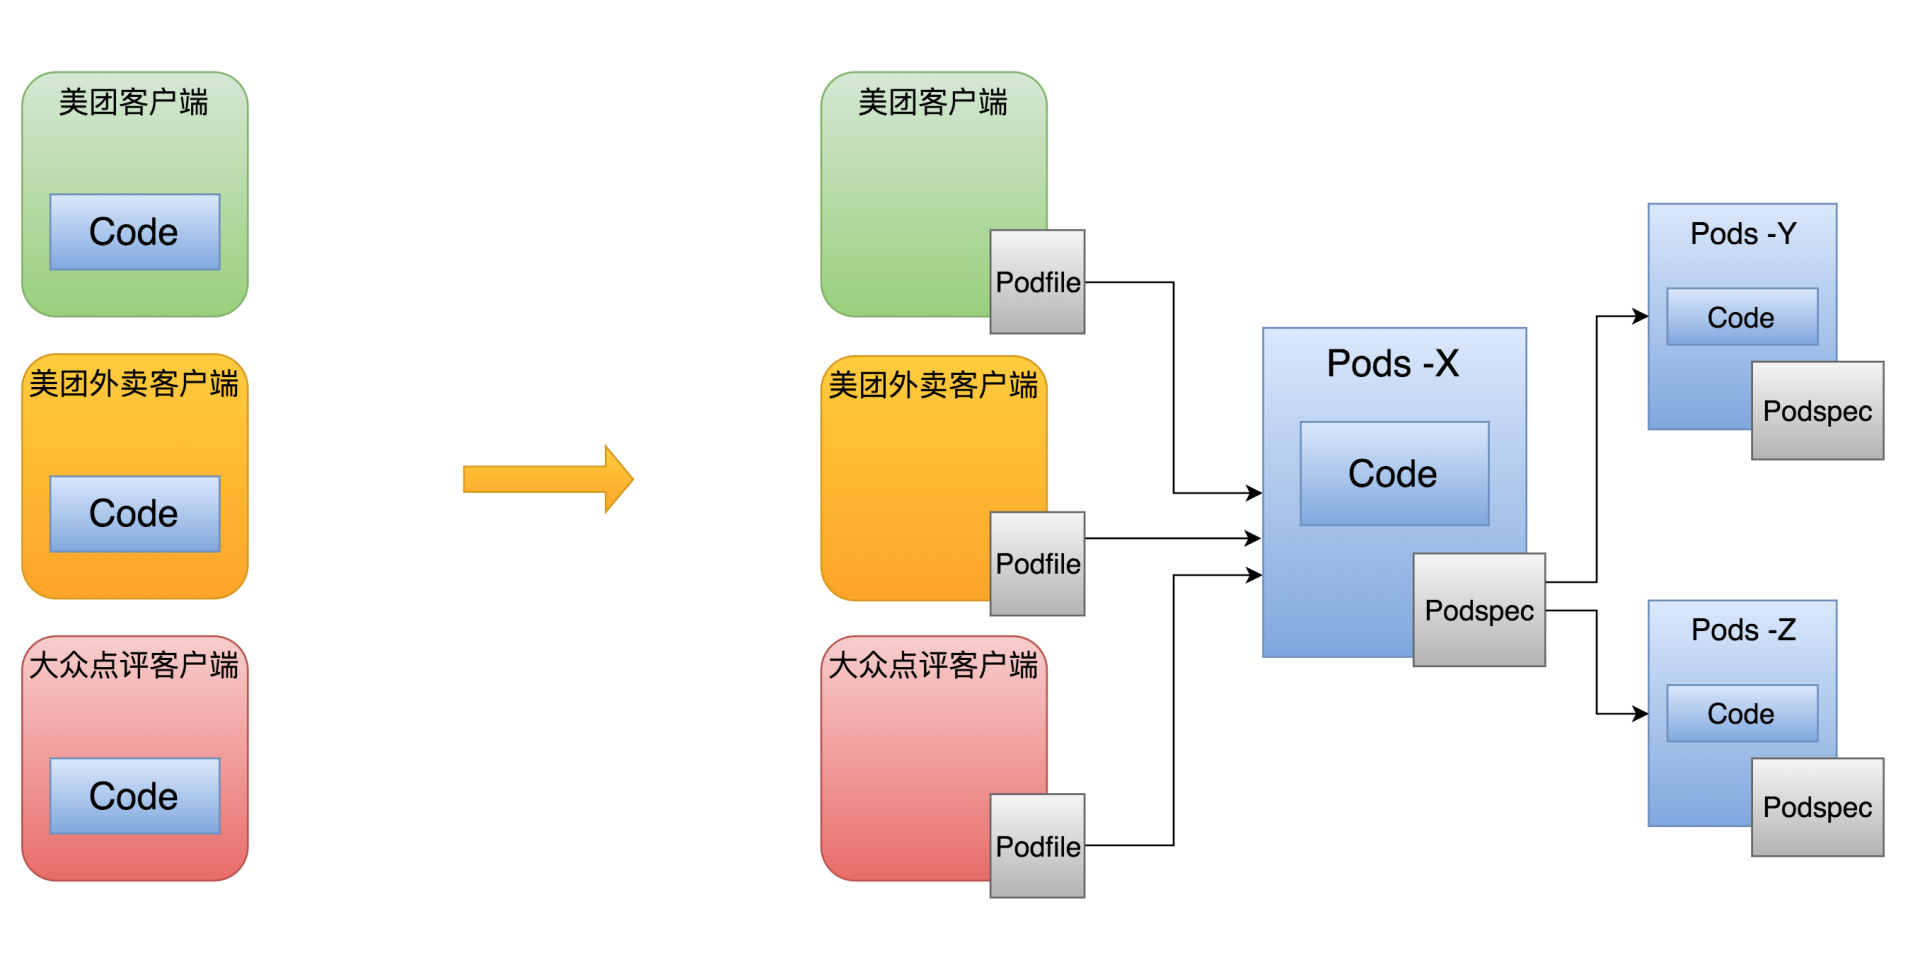 美团客户端
Code
美团外卖客户端
Code
大众点评客户端
Code
美团客户端
Podfile
美团外卖客户端
Podfile
大众点评客户端
Podfile
Pods -X
Code
Podspec
Pods -Y
Code
Podspec
Pods -Z
Code
Podspec